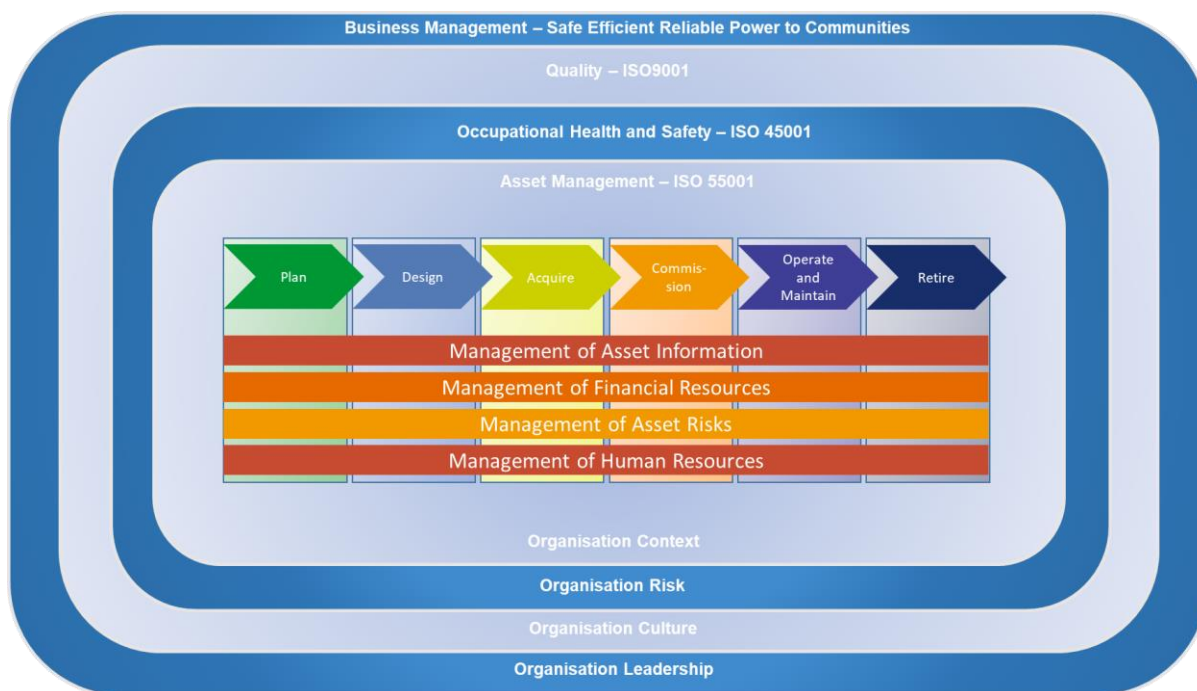 Business Management – Safe Efficient Reliable Power to Communities
Quality – ISO9001
Occupational Health and Safety – ISO 45001
Asset Management – ISO 55001
Plan
Design
Acquire
Commis-
sion
Operate
and
Maintain
Retire
Management of Asset Information
Management of Financial Resources
Management of Asset Risks
Management of Human Resources
Organisation Context
Organisation Risk
Organisation Culture
Organisation Leadership